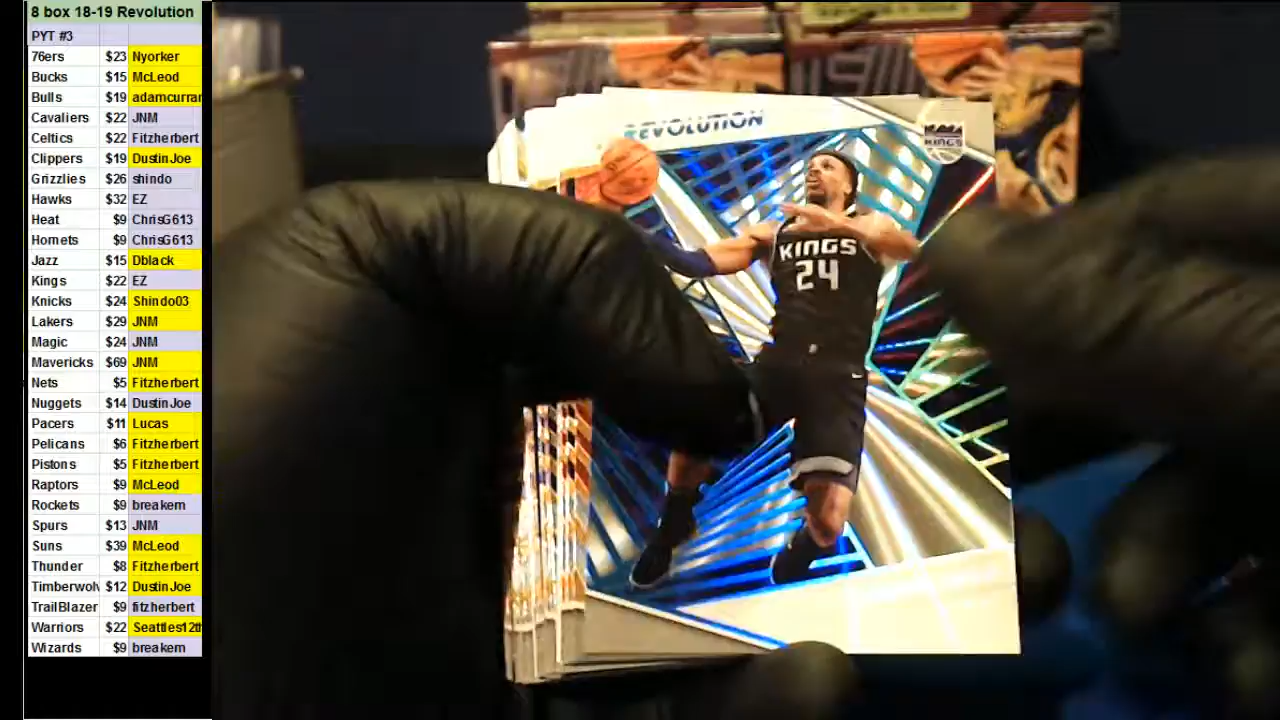 8 box 18-19 Revolution
PYT #3
76ers $23 Nyorker
Bucks $15 McLeod
Bulls $19 adamcurran
Cavaliers $22 JNM
Celtics $22 Fitzherbert
Clippers $19 DustinJoe
Grizzlies $26 shindo
Hawks $32 EZ
Heat $9 ChrisG613
Hornets $9 ChrisG613
Jazz $15 Dblack
Kings $22 EZ
Knicks $24 Shindo03
Lakers $29 JNM
Magic $24 JNM
Mavericks $69 JNM
Nets $5 Fitzherbert
Nuggets $14 DustinJoe
Pacers $11 Lucas
Pelicans $6 Fitzherbert
Pistons $5 Fitzherbert
Raptors $9 McLeod
Rockets $9 breakem
Spurs $13 JNM
Suns $39 McLeod
Thunder $8 Fitzherbert
Timberwolv $12 DustinJoe
TrailBlazer $9 fitzherbert
Warriors $22 Seattles12th
Wizards $9 breakem
REVOLUTION
KINGS
KINGS
24